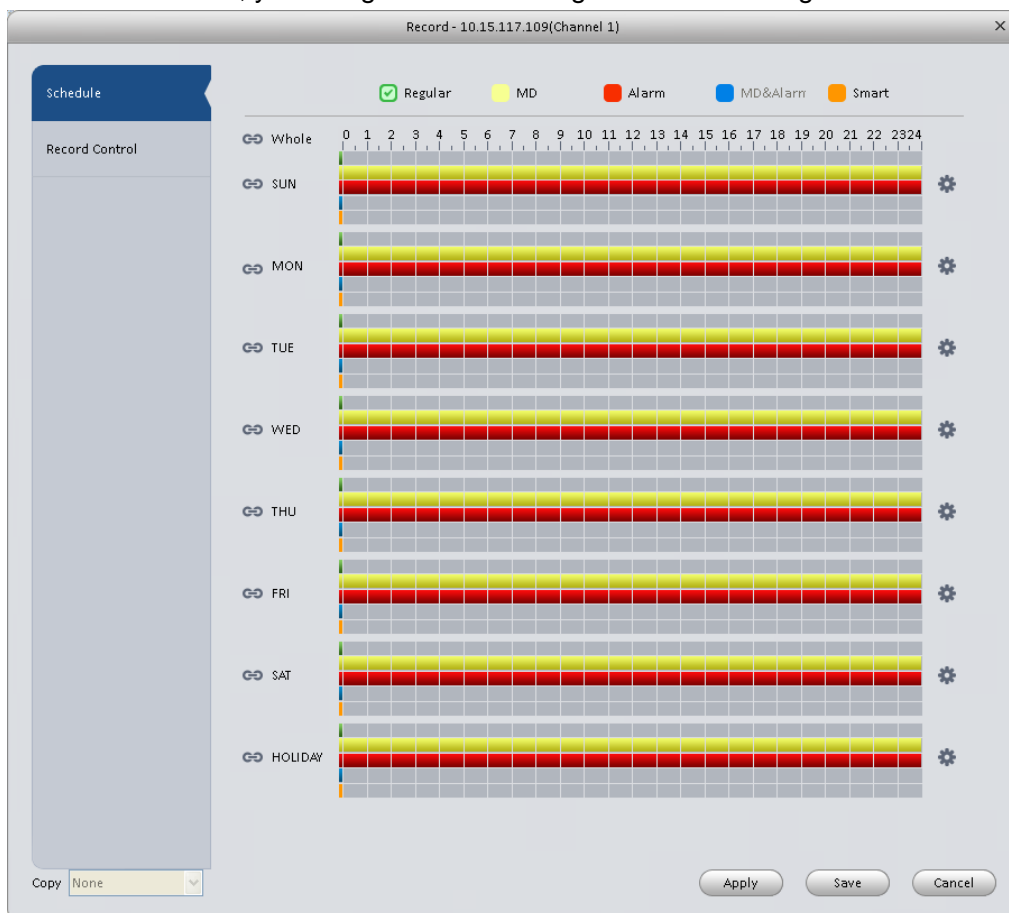 Record - 10.15.117.109(Channel 1)
Schedule
Record Control
Regular MD Alarm MD&Alarm Smart
Whole 0 1 2 3 4 5 6 7 8 9 10 11 12 13 14 15 16 17 18 19 20 21 22 23 24
SUN
MON
TUE
WED
THU
FRI
SAT
HOLIDAY
Copy None
Apply Save Cancel